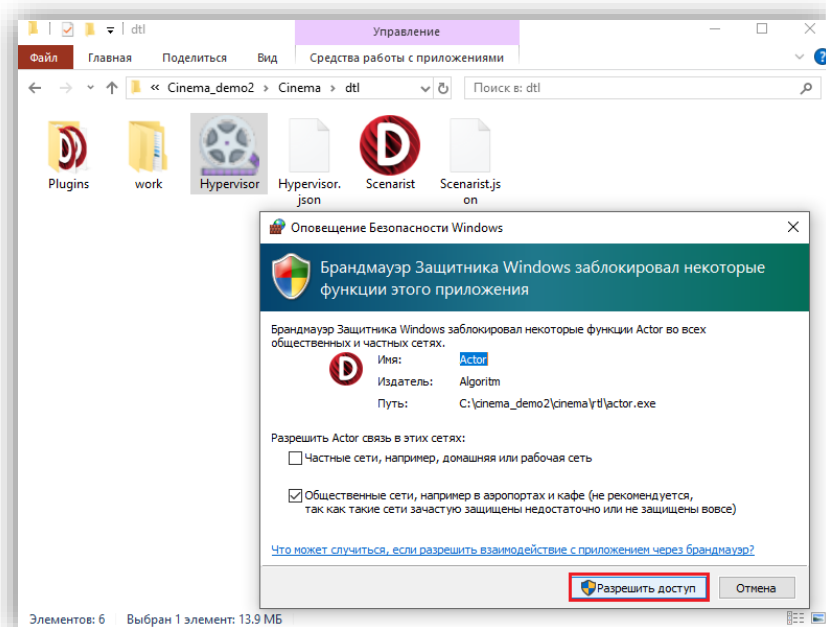 dtl
Управление
Файл
Главная
Поделиться
Вид
Средства работы с приложениями
« Cinema_demo2 > Cinema > dtl
Поиск в: dtl
Plugins
work
Hypervisor
Hypervisor.
json
Scenarist
Scenarist.js
on
Оповещение Безопасности Windows
Брандмауэр Защитника Windows заблокировал некоторые
функции этого приложения
Брандмауэр Защитника Windows заблокировал некоторые функции Actor во всех
общественных и частных сетях.
Имя: Actor
Издатель: Algoritm
Путь: C:\cinema_demo2\cinema\rtl\actor.exe
Разрешить Actor связь в этих сетях:
Частные сети, например, домашняя или рабочая сеть
Общественные сети, например в аэропортах и кафе (не рекомендуется,
так как такие сети зачастую защищены недостаточно или не защищены вовсе)
Что может случиться, если разрешить взаимодействие с приложением через брандмауэр?
Разрешить доступ
Отмена
Элементов: 6
Выбран 1 элемент: 13.9 МБ